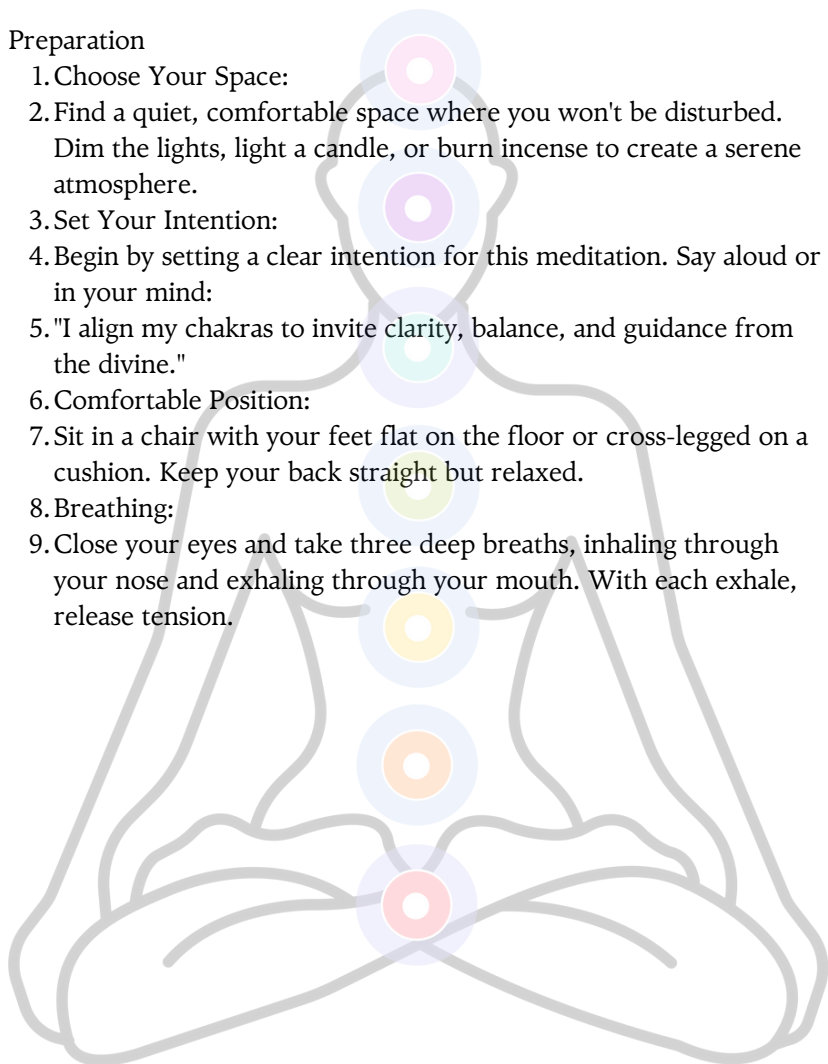 Preparation
1. Choose Your Space:
2. Find a quiet, comfortable space where you won't be disturbed.
Dim the lights, light a candle, or burn incense to create a serene
atmosphere.
3. Set Your Intention:
4. Begin by setting a clear intention for this meditation. Say aloud or
in your mind:
5. "I align my chakras to invite clarity, balance, and guidance from
the divine."
6. Comfortable Position:
7. Sit in a chair with your feet flat on the floor or cross-legged on a
cushion. Keep your back straight but relaxed.
8. Breathing:
9. Close your eyes and take three deep breaths, inhaling through
your nose and exhaling through your mouth. With each exhale,
release tension.